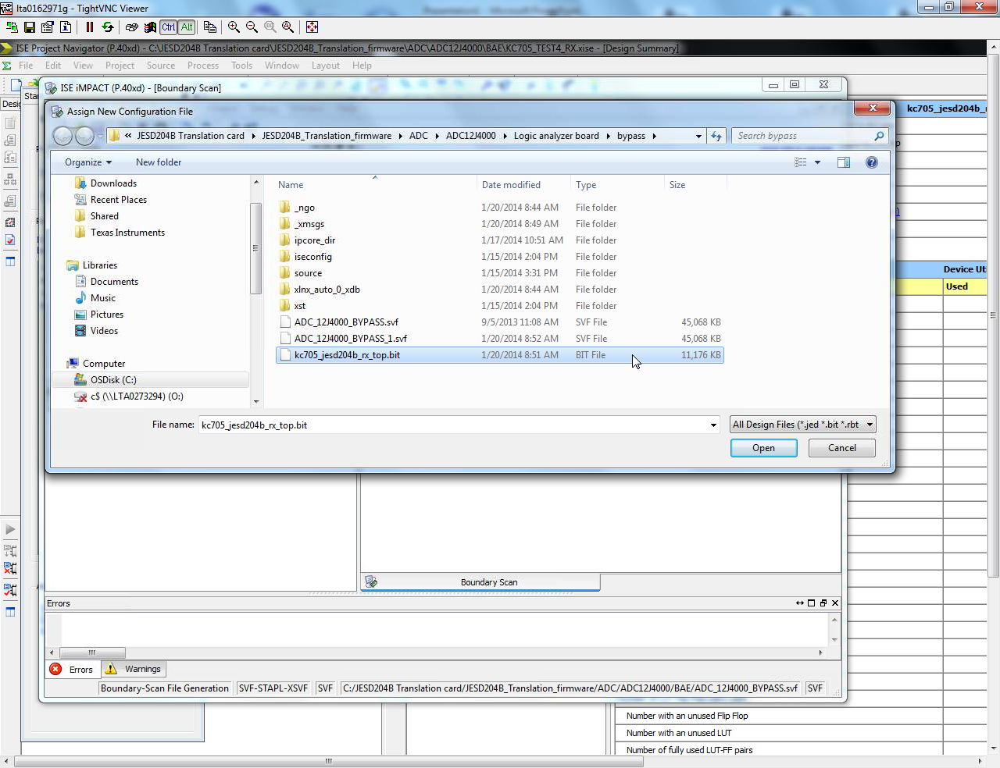 lta0162971g - TightVNC Viewer
Ctrl Alt
ISE Project Navigator (P.40xd) - C:\JESD204B Translation card\JESD204B_Translation_firmware\ADC\ADC12J4000\BAE\KC705_TEST4_RX.xise - [Design Summary]
File Edit View Project Source Process Tools Window Layout Help
ISE iMPACT (P.40xd) - [Boundary Scan]
Assign New Configuration File
kc705_jesd204b_
« JESD204B Translation card JESD204B_Translation_firmware ADC ADC12J4000 Logic analyzer board bypass
Search bypass
Organize New folder
Name Date modified Type Size
Downloads
Recent Places
Shared
Texas Instruments
Libraries
Documents
Music
Pictures
Videos
Computer
OSDisk (C:)
c$ (\\LTA0273294) (O:)
_ngo 1/20/2014 8:44 AM File folder
_xmsgs 1/20/2014 8:49 AM File folder
ipcore_dir 1/17/2014 10:51 AM File folder
iseconfig 1/15/2014 2:04 PM File folder
source 1/15/2014 3:31 PM File folder
xlnx_auto_0_xdb 1/20/2014 8:44 AM File folder
xst 1/15/2014 2:04 PM File folder
ADC_12J4000_BYPASS.svf 9/5/2013 11:08 AM SVF File 45,068 KB
ADC_12J4000_BYPASS_1.svf 1/20/2014 8:52 AM SVF File 45,068 KB
kc705_jesd204b_rx_top.bit 1/20/2014 8:51 AM BIT File 11,176 KB
File name: kc705_jesd204b_rx_top.bit All Design Files (*.jed *.bit *.rbt
Open Cancel
Device Ut
Used
Boundary Scan
Errors
Errors Warnings
Boundary-Scan File Generation SVF-STAPL-XSVF SVF C:/JESD204B Translation card/JESD204B_Translation_firmware/ADC/ADC12J4000/BAE/ADC_12J4000_BYPASS.svf SVF
Number with an unused Flip Flop
Number with an unused LUT
Number of fully used LUT-FF pairs